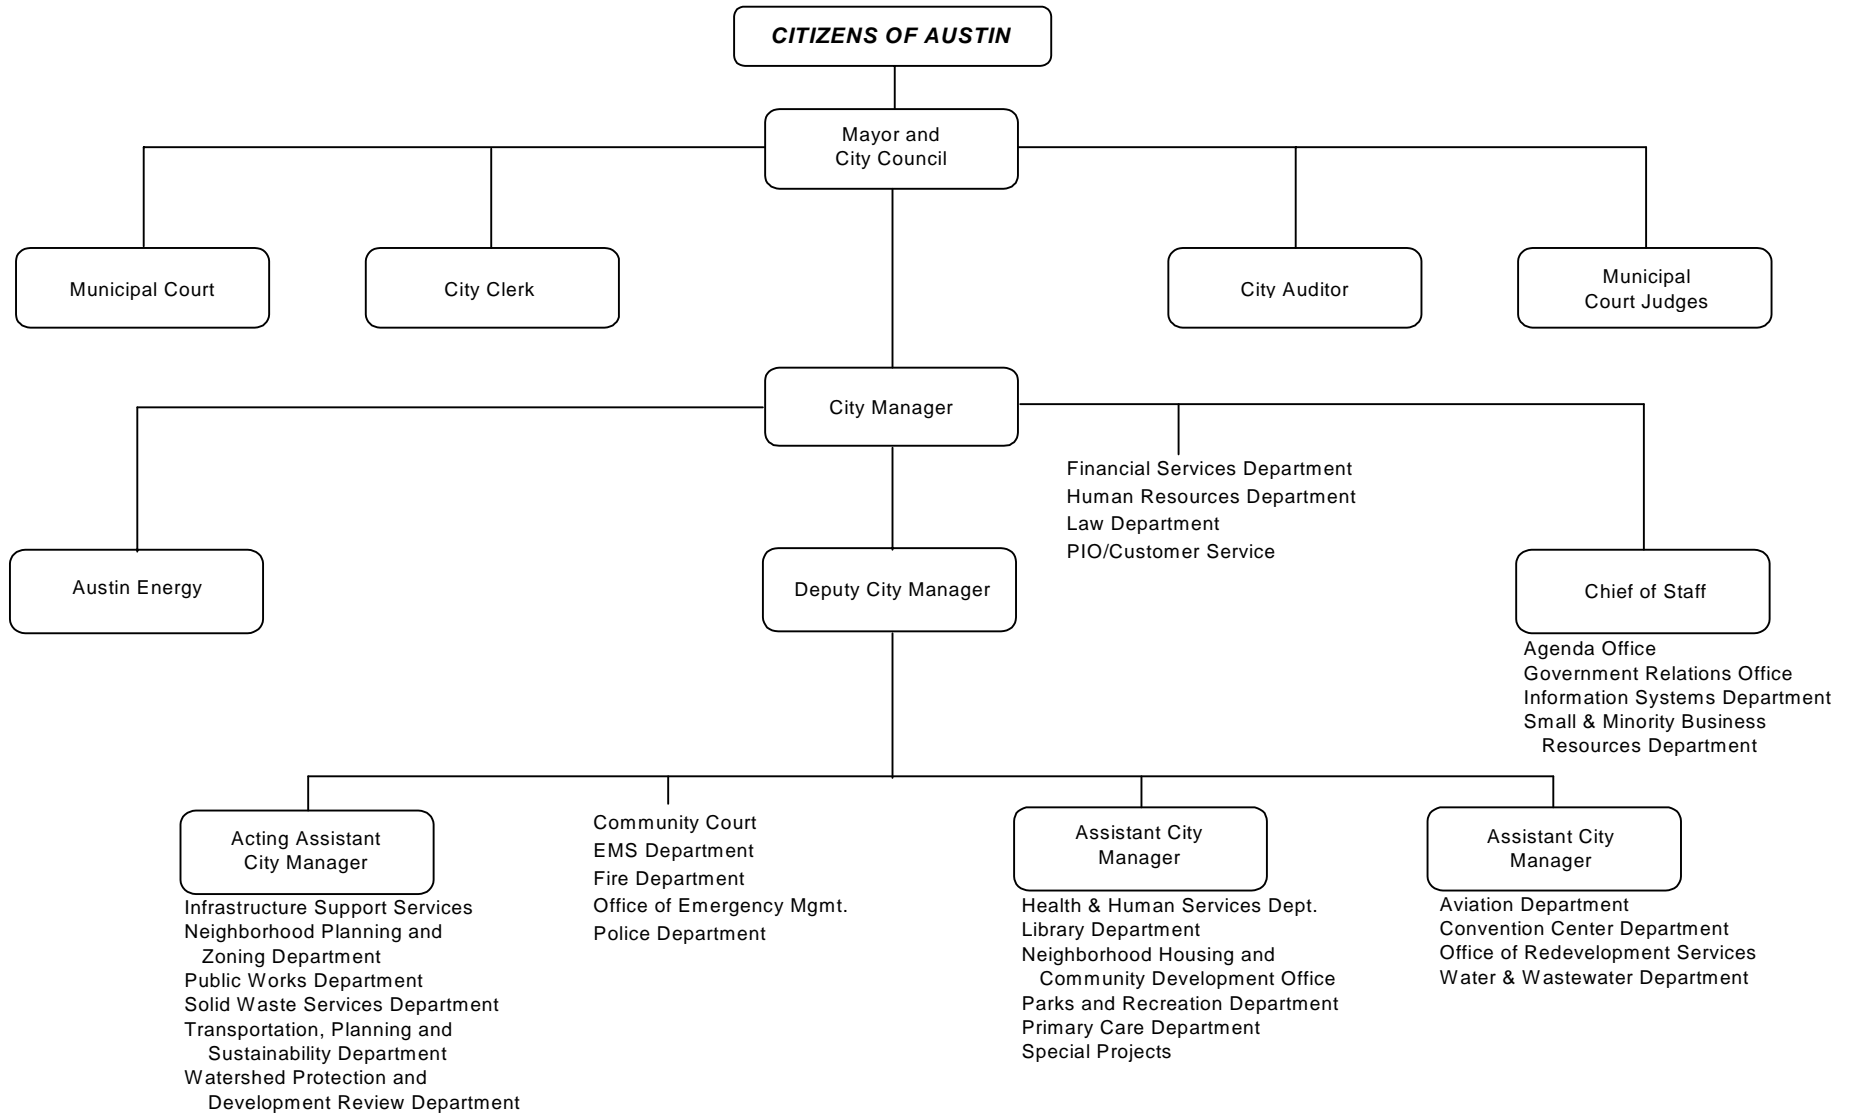 CITIZENS OF AUSTIN
Mayor and
City Council
Municipal Court
City Clerk
City Auditor
Municipal
Court Judges
City Manager
Financial Services Department
Human Resources Department
Law Department
PIO/Customer Service
Austin Energy
Deputy City Manager
Chief of Staff
Agenda Office
Government Relations Office
Information Systems Department
Small & Minority Business
Resources Department
Acting Assistant
City Manager
Infrastructure Support Services
Neighborhood Planning and
Zoning Department
Public Works Department
Solid Waste Services Department
Transportation, Planning and
Sustainability Department
Watershed Protection and
Development Review Department
Community Court
EMS Department
Fire Department
Office of Emergency Mgmt.
Police Department
Assistant City
Manager
Health & Human Services Dept.
Library Department
Neighborhood Housing and
Community Development Office
Parks and Recreation Department
Primary Care Department
Special Projects
Assistant City
Manager
Aviation Department
Convention Center Department
Office of Redevelopment Services
Water & Wastewater Department